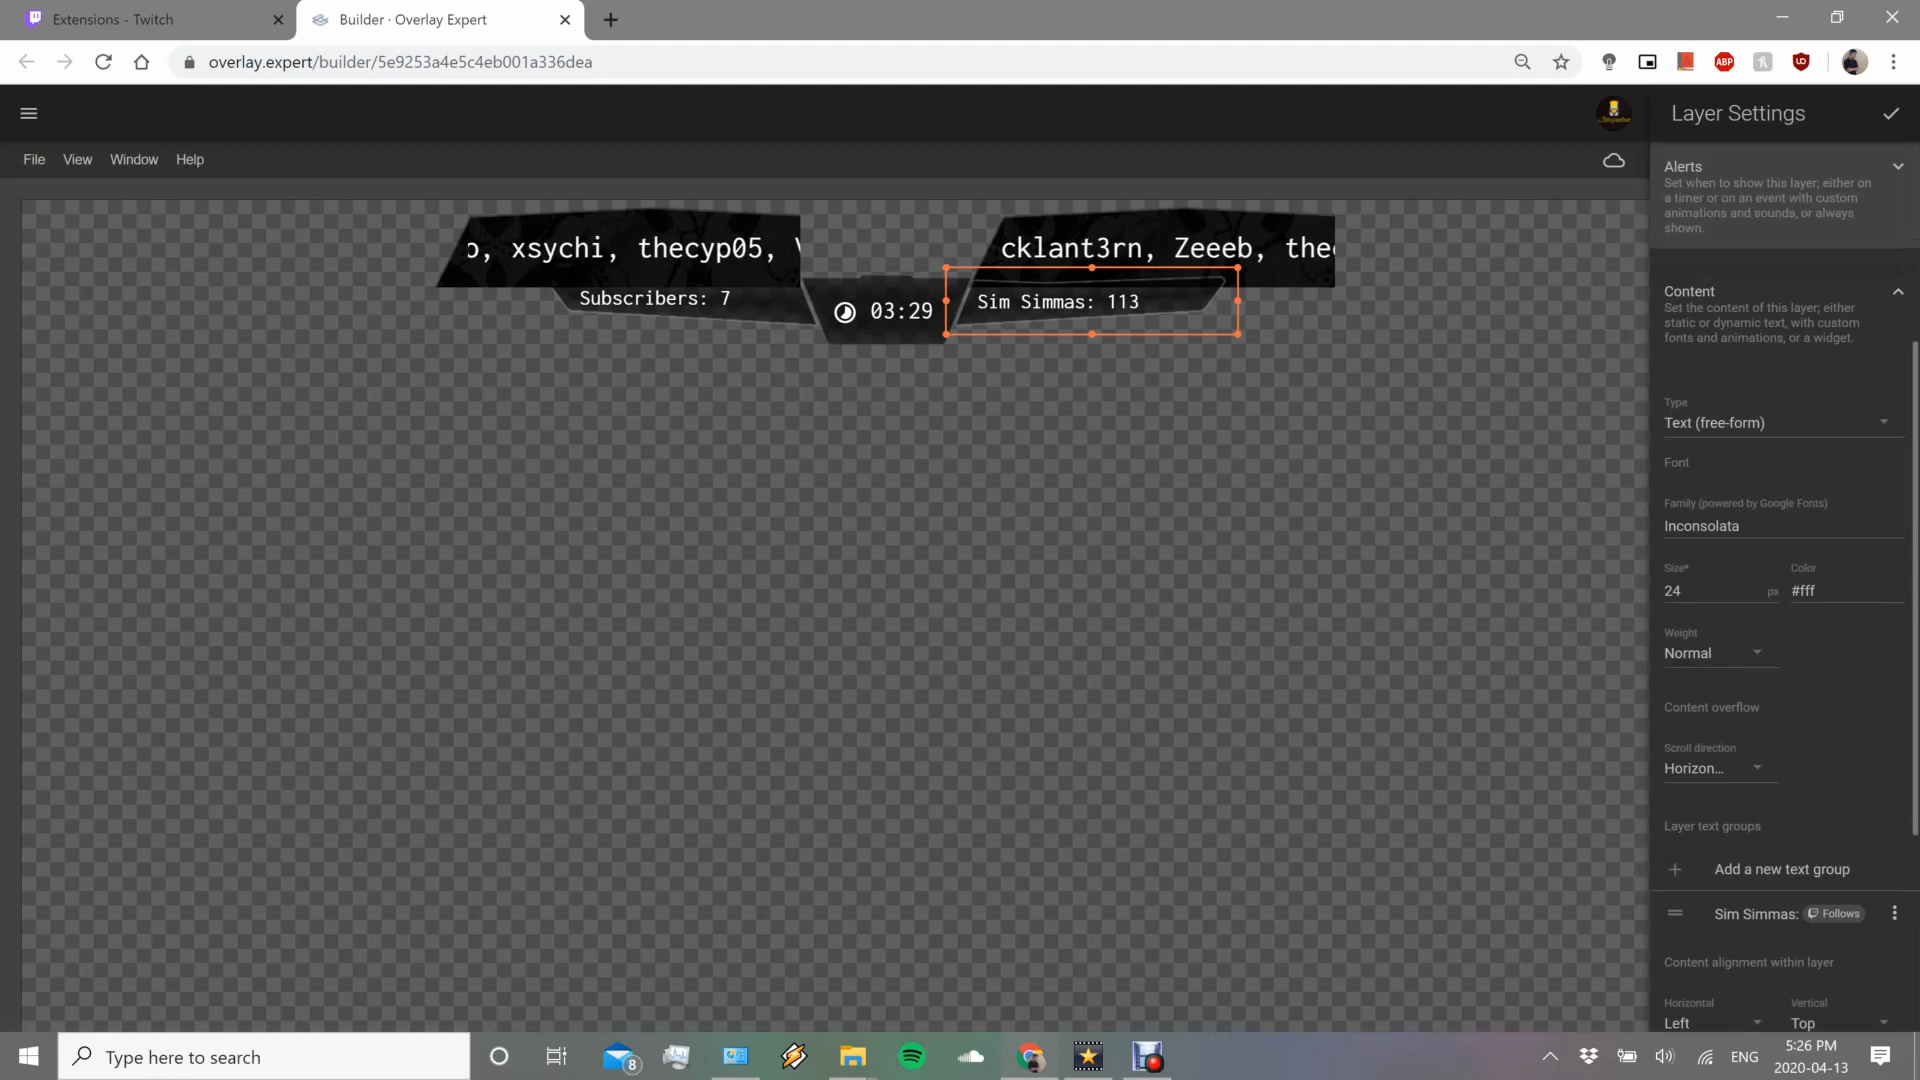 Extensions - Twitch
Builder · Overlay Expert
overlay.expert/builder/5e9253a4e5c4eb001a336dea
ABP
Layer Settings
File View Window Help
Alerts
Set when to show this layer; either on
a timer or on an event with custom
animations and sounds, or always
shown.
o, xsychi, thecyp05,
cklant3rn, Zeeeb, the
Subscribers: 7
03:29
Sim Simmas: 113
Content
Set the content of this layer; either
static or dynamic text, with custom
fonts and animations, or a widget.
Type
Text (free-form)
Font
Family (powered by Google Fonts)
Inconsolata
Size* Color
24 px #fff
Weight
Normal
Content overflow
Scroll direction
Horizon...
Layer text groups
Add a new text group
Sim Simmas: Follows
Content alignment within layer
Horizontal Vertical
Left Top
Type here to search
8
ENG
5:26 PM
2020-04-13